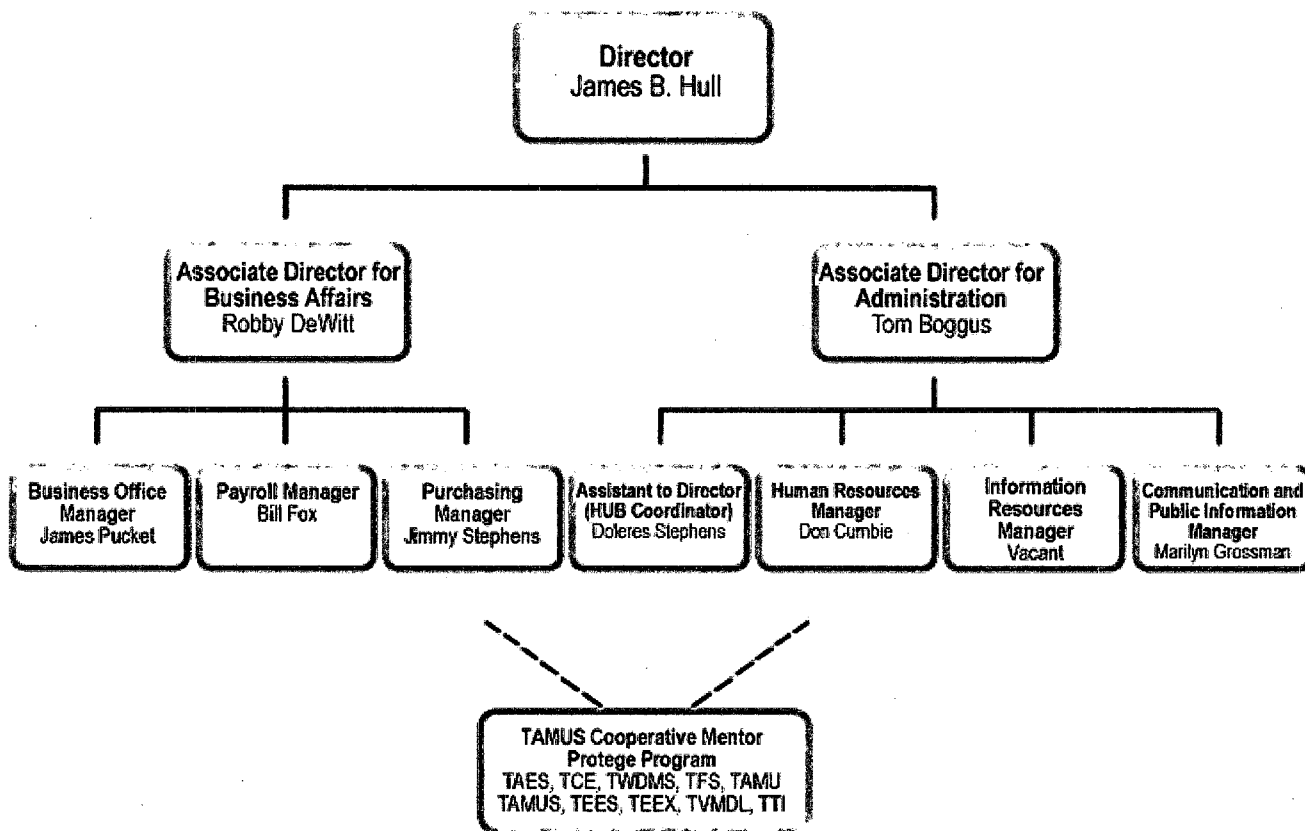 Director
James B. Hull
Associate Director for
Business Affairs
Robby DeWitt
Associate Director for
Administration
Tom Boggus
Business Office
Manager
James Pucket
Payroll Manager
Bill Fox
Purchasing
Manager
Jimmy Stephens
Assistant to Director
(HUB Coordinator)
Doleres Stephens
Human Resources
Manager
Don Cumbie
Information
Resources
Manager
Vacant
Communication and
Public Information
Manager
Marilyn Grossman
TAMUS Cooperative Mentor
Protege Program
TAES, TCE, TWDMS, TFS, TAMU
TAMUS, TEES, TEEX, TVMDL, TTI